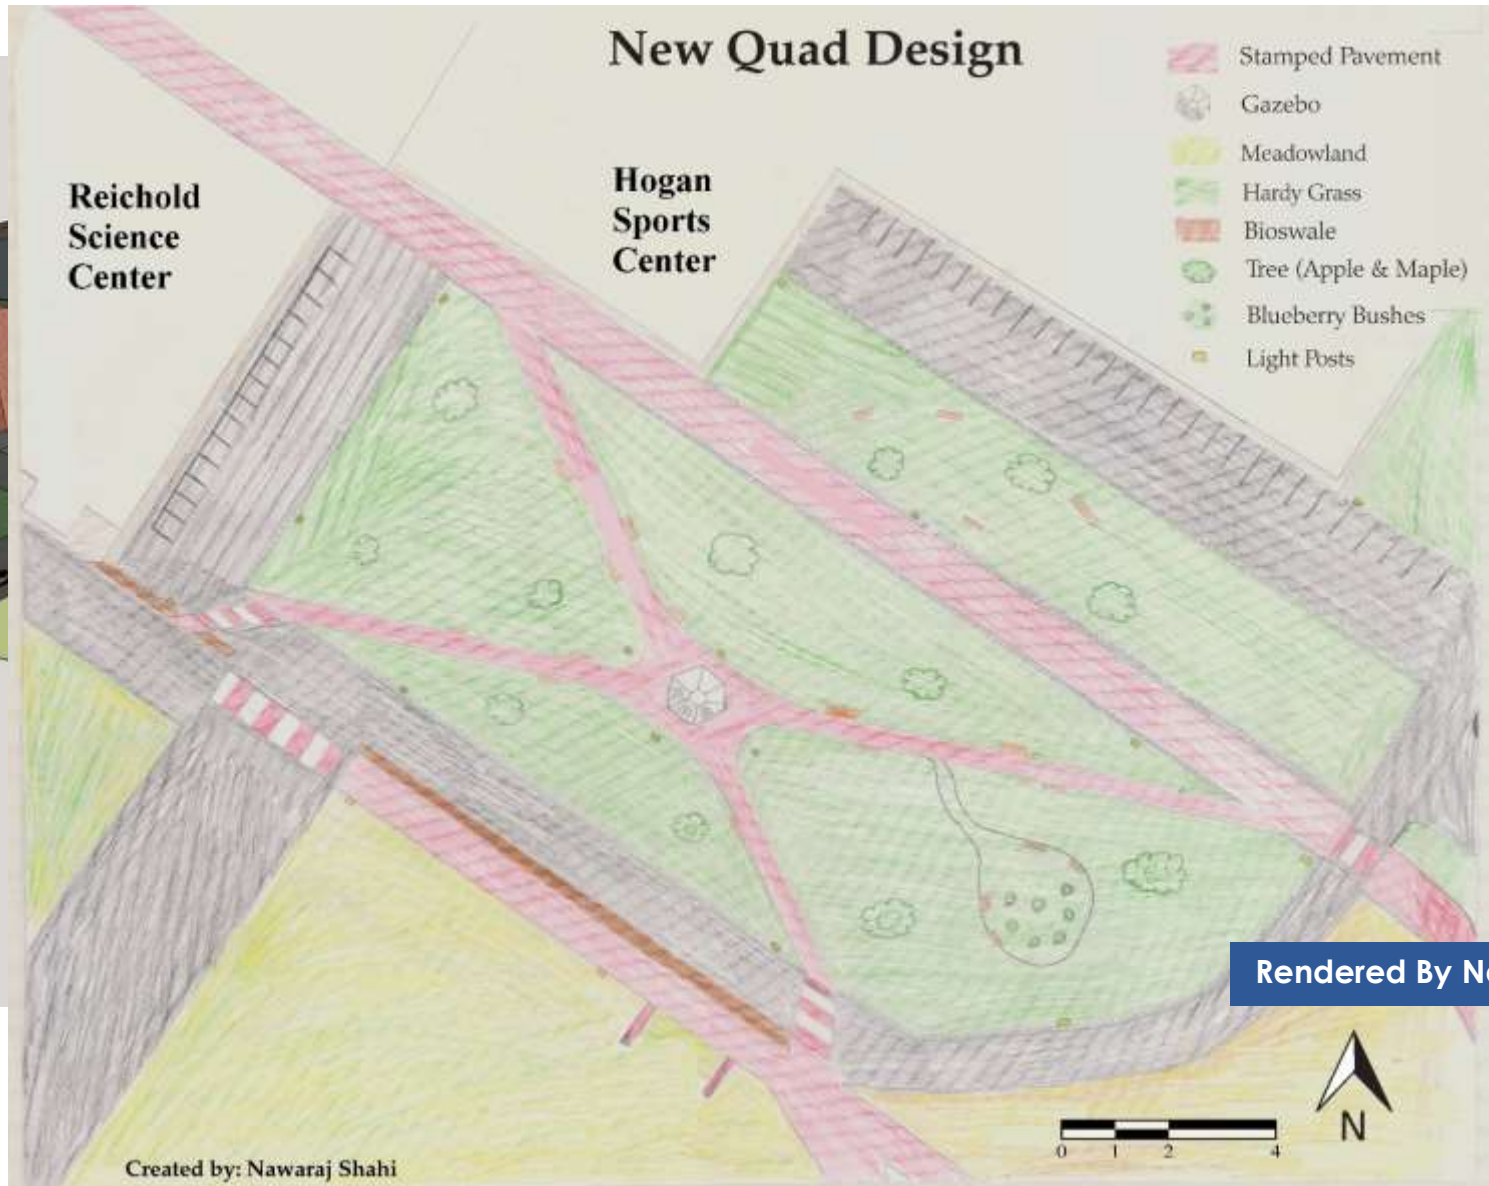 New Quad Design
Stamped Pavement
Gazebo
Meadowland
Hardy Grass
Bioswale
Tree (Apple & Maple)
Blueberry Bushes
Light Posts
Reichold
Science
Center
Hogan
Sports
Center
Rendered By
N
0 1 2 4
Created by: Nawaraj Shahi